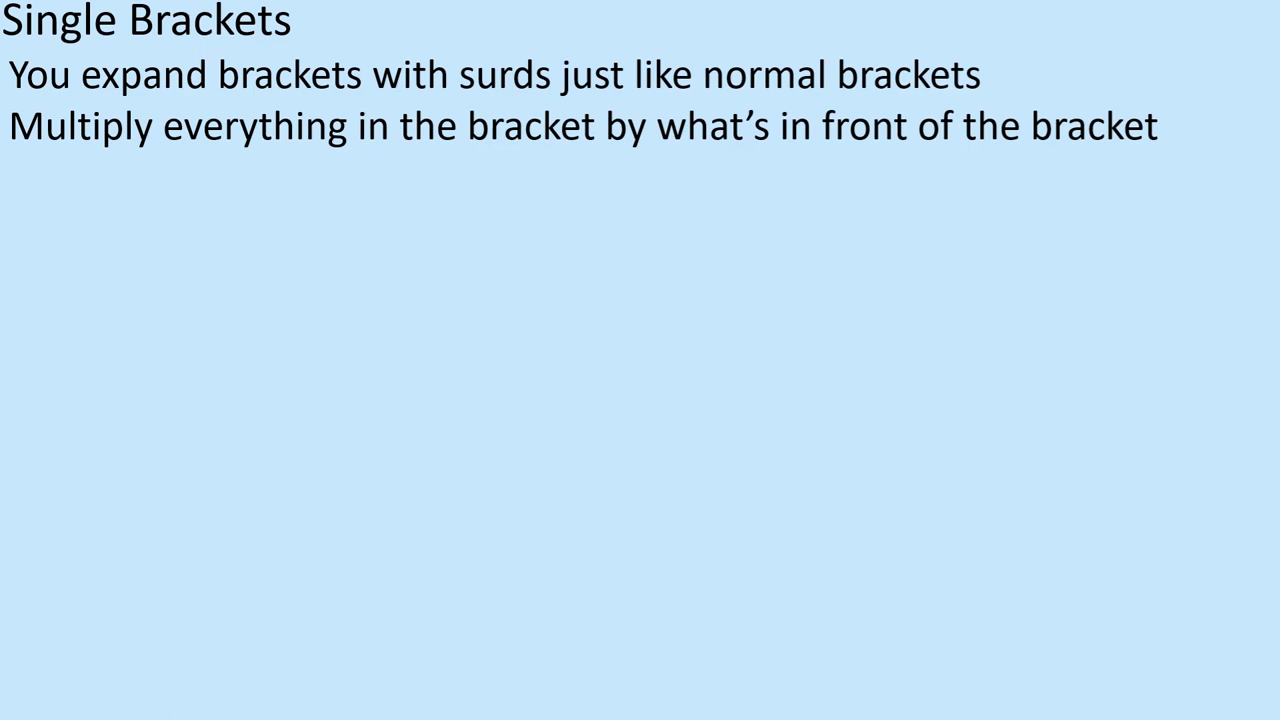 Single Brackets
You expand brackets with surds just like normal brackets
Multiply everything in the bracket by what’s in front of the bracket